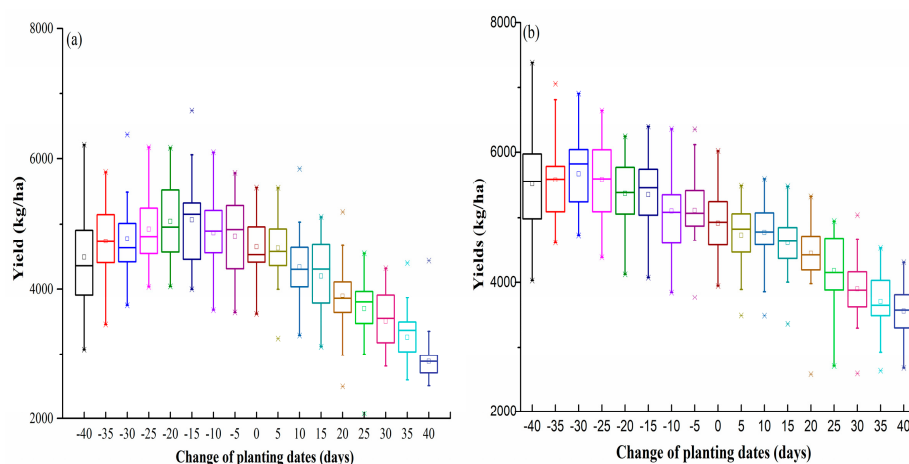 (a)
8000
6000
4000
2000
Yield (kg/ha)
-40 -35 -30 -25 -20 -15 -10 -5 0 5 10 15 20 25 30 35 40
Change of planting dates (days)
(b)
8000
6000
4000
2000
Yields (kg/ha)
-40 -35 -30 -25 -20 -15 -10 -5 0 5 10 15 20 25 30 35 40
Change of planting dates (days)